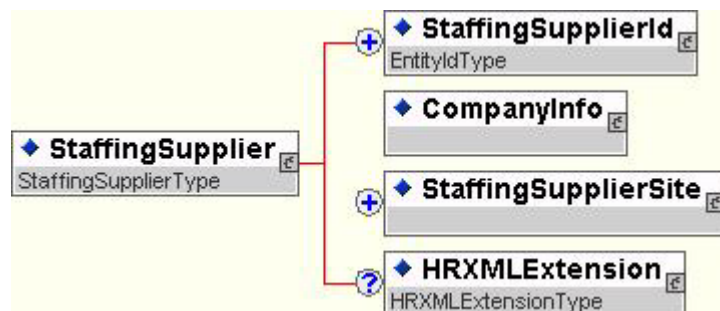 StaffingSupplierId
EntityIdType
CompanyInfo
StaffingSupplier
StaffingSupplierType
StaffingSupplierSite
HRXMLExtension
HRXMLExtensionType